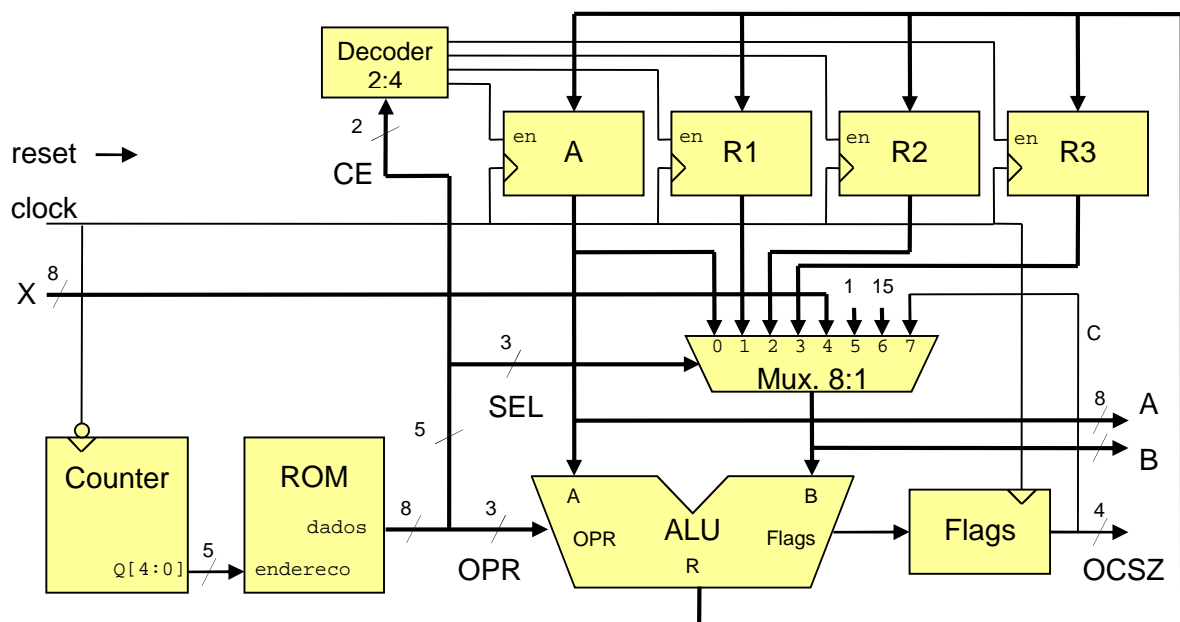 Decoder
2:4
en
A
en
R1
en
R2
en
R3
2
reset
CE
clock
8
X
1
15
C
0 1 2 3 4 5 6 7
3
Mux. 8:1
SEL
8
A
5
B
Counter
ROM
A
B
dados
8
3
OPR
ALU
Flags
Flags
4
Q[4:0]
5
endereco
OPR
R
OCSZ